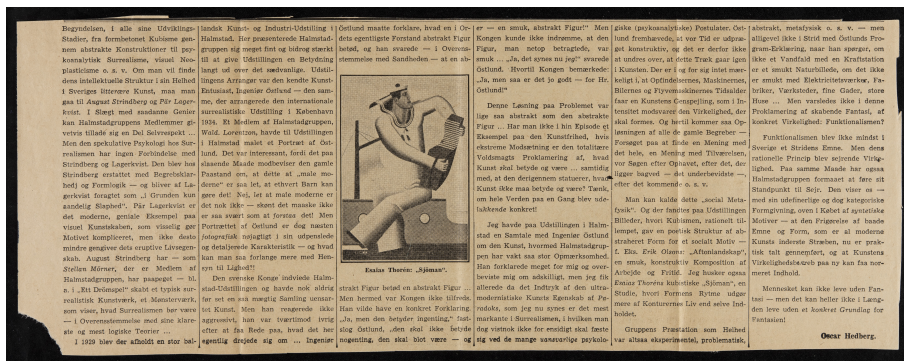 Begyndelsen, i alle sine Udviklings-
Stadier, fra formbetonet Kubisme gen-
nem abstrakte Konstruktioner til psy-
koanalytisk Surrealisme, visuel Neo-
plasticisme o. s. v. Om man vil finde
dens intellektuelle Struktur i sin Helhed
i Sveriges litterære Kunst, maa man
gaa til August Strindberg og Pär Lager-
kvist. I Slægt med saadanne Genier
kan Halmstadgruppens Medlemmer gi-
vetvis tillade sig en Del Selvrespekt ...
Men den spekulative Psykologi hos Sur-
realismen har ingen Forbindelse med
Strindberg og Lagerkvist. Den blev hos
Strindberg erstattet med Begrebsklar-
hed og Formlogik — og bliver af La-
gerkvist foragtet som „i Grunden kun
aandelig Slaphed". Pär Lagerkvist er
det moderne, geniale Eksempel paa
visuel Kunstskaben, som visselig gør
Motivet kompliceret, men ikke desto
mindre gengiver dets eruptive Livsegen-
skab. August Strindberg har — som
Stellan Mörner, der er Medlem af
Halmstadgruppen, har paapeget — bl.
a. i „Ett Drömspel" skabt et typisk sur-
realistisk Kunstværk, et Mønsterværk,
som viser, hvad Surrealismen bør være
— i Overensstemmelse med sine klare-
ste og mest logiske Teorier ...
I 1929 blev der afholdt en stor bal-
landsk Kunst- og Industri-Udstilling i
Halmstad. Her præsenterede Halmstad-
gruppen sig meget fint og bidrog stærkt
til at give Udstillingen en Betydning
langt ud over det sædvanlige. Udstil-
lingens Arrangør var den kendte Kunst-
Entusiast, Ingeniør Östlund — den sam-
me, der arrangerede den internationale
surrealistiske Udstilling i København
1934. Et Medlem af Halmstadgruppen,
Wald. Lorentzon, havde til Udstillingen
i Halmstad malet et Portræt af Öst-
lund. Det var interessant, fordi det paa
slaaende Maade modbeviser den gamle
Paastand om, at dette at „male mo-
derne" er saa let, at ethvert Barn kan
gøre det! Nej, let at male moderne er
det nok ikke — skønt det maaske ikke
er saa svært som at forstaa det! Men
Portrættet af Östlund er dog næsten
fotografisk nøjagtigt i sin udpenslede
og detaljerede Karakteristik — og hvad
kan man saa forlange mere med Hen-
syn til Lighed?!
Den svenske Konge indviede Halm-
stad-Udstillingen og havde nok aldrig
før set en saa mægtig Samling uensar-
tet Kunst. Men han reagerede ikke
aggressivt, kan var tværtimod ivrig
efter at faa Rede paa, hvad det her
egentlig drejede sig om ... Ingeniør
Östlund maatte forklare, hvad en i Or-
dets egentligste Forstand abstrakt Figur
betød, og han svarede — i Overens-
stemmelse med Sandheden — at en ab-
Esaias Thorén: „Sjöman".
strakt Figur betød en abstrakt Figur ...
Men hermed var Kongen ikke tilfreds.
Han vilde have en konkret Forklaring.
„Ja, men den betyder ingenting," fast-
slog Östlund, „den skal ikke betyde
nogenting, den skal blot være — og
er — en smuk, abstrakt Figur!" Men
Kongen kunde ikke indrømme, at den
Figur, man netop betragtede, var
smuk ... „Ja, det synes nu jeg!" svarede
Östlund. Hvortil Kongen bemærkede:
„Ja, men saa er det jo godt — for Hr.
Östlund!"
Denne Løsning paa Problemet var
lige saa abstrakt som den abstrakte
Figur ... Har man ikke i hin Episode et
Eksempel paa den Kunstfrihed, hvis
ekstreme Modsætning er den totalitære
Voldsmagts Proklamering af, hvad
Kunst skal betyde og være ... samtidig
med, at den derigennem statuerer, hvad
Kunst ikke maa betyde og være? Tænk,
om hele Verden paa en Gang blev ude-
lukkende konkret!
Jeg havde paa Udstillingen i Halm-
stad en Samtale med Ingeniør Östlund
om den Kunst, hvormed Halmstadgrup-
pen har vakt saa stor Opmærksomhed.
Han forklarede meget for mig og over-
beviste mig om adskilligt, men jeg fik
allerede da det Indtryk af den ultra-
modernistiske Kunsts Egenskab af Pa-
radoks, som jeg nu synes er det mest
markante i Surrealismen, i hvilken man
dog vistnok ikke for ensidigt skal fæste
sig ved de mange uansvarlige psykolo-
giske (psykoanalytiske) Postulater. Öst-
lund fremhævede, at vor Tid er udpræ-
get konstruktiv, og det er derfor ikke
at undres over, at dette Træk gaar igen
i Kunsten. Der er i og for sig intet mær-
keligt i, at Opfindelsernes, Maskinernes,
Bilernes og Flyvemaskinernes Tidsalder
faar en Kunstens Genspejling, som i In-
tensitet modsvarer den Virkelighed, der
skal formes. Og hertil kommer saa Op-
løsningen af alle de gamle Begreber —
Forsøget paa at finde en Mening med
det hele, en Mening med Tilværelsen,
vor Søgen efter Ophavet, efter det, der
ligger bagved — det underbevidste —,
efter det kommende o. s. v.
Man kan kalde dette „social Meta-
fysik". Og der fandtes paa Udstillingen
Billeder, hvori Kubismen, rationelt til-
lempet, gav en poetisk Struktur af ab-
straheret Form for et socialt Motiv —
f. Eks. Erik Olsons „Aftonlandskap",
en smuk, konstruktiv Komposition af
Arbejde og Fritid. Jeg husker ogsaa
Esaias Thoréns kubistiske „Sjöman", en
Studie, hvori Formens Rytme udgør
mere af Konturernes Liv end selve Ind-
holdet.
Gruppens Præstation som Helhed
var altsaa eksperimentel, problematisk,
abstrakt, metafysisk o. s. v. — men
alligevel ikke i Strid med Östlunds Pro-
gram-Erklæring, naar han spørger, om
ikke et Vandfald med en Kraftstation
er et smukt Naturbillede, om det ikke
er smukt med Elektricitetsværker, Fa-
briker, Værksteder, fine Gader, store
Huse ... Men varsledes ikke i denne
Proklamering af skabende Fantasi, af
konkret Virkelighed: Funktionalismen?
Funktionalismen blev ikke mindst i
Sverige et Stridens Emne. Men dens
rationelle Princip blev sejrende Virke-
lighed. Paa samme Maade har ogsaa
Halmstadgruppen formaaet at føre sit
Standpunkt til Sejr. Den viser os —
med sin udefinerlige og dog kategoriske
Formgivning, oven i Købet af syntetiske
Motiver — at den Frigørelse af baade
Emne og Form, som er al moderne
Kunsts inderste Stræben, nu er prak-
tisk talt gennemført, og at Kunstens
Virkelighedsbetræb paa ny kan faa nor-
meret Indhold.
Mennesket kan ikke leve uden Fan-
tasi — men det kan heller ikke i Læng-
den leve uden et konkret Grundlag for
Fantasien!
Oscar Hedberg.